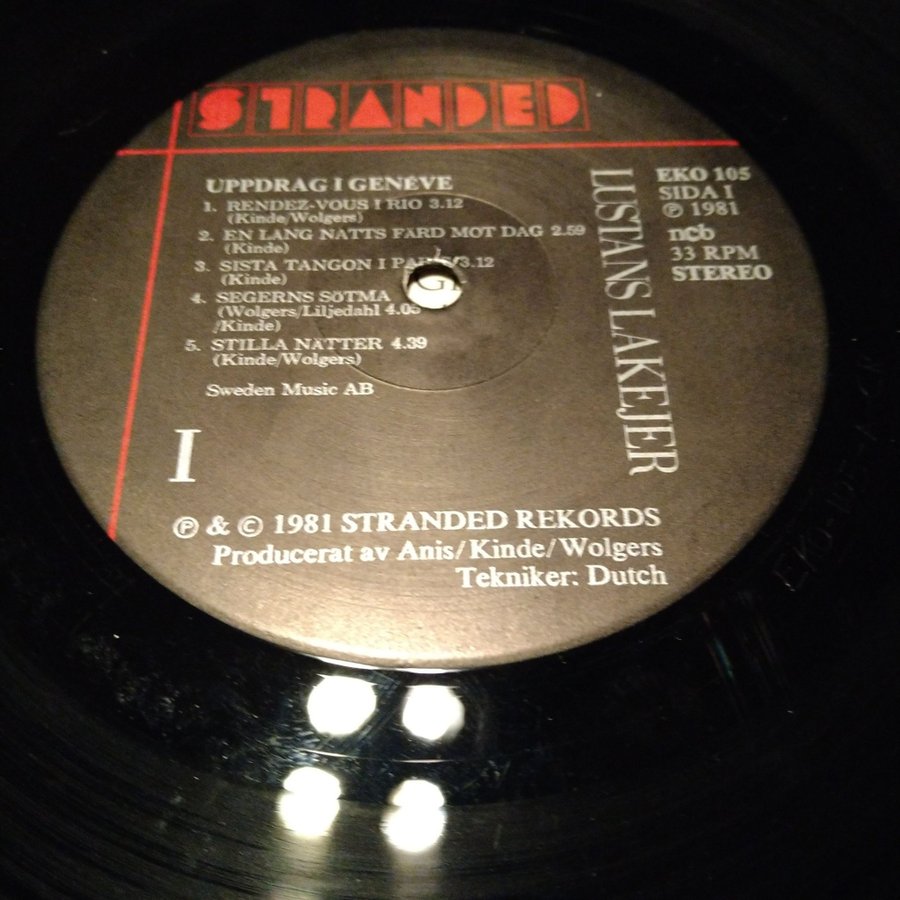 STRANDED
UPPDRAG I GENÉVE
1. RENDEZ-VOUS I RIO 3.12
(Kinde/Wolgers)
2. EN LANG NATTS FARD MOT DAG 2.59
(Kinde)
3. SISTA TANGON I 3.12
(Kinde)
4. SEGERNS SÖTMA
(Wolgers/Liljedahl 4.05
/Kinde)
5. STILLA NÄTTER 4.39
(Kinde/Wolgers)
Sweden Music AB
I
LUSTANS LAKEJER
EKO 105
SIDA I
℗ 1981
ncb
33 RPM
STEREO
℗ & © 1981 STRANDED REKORDS
Producerat av Anis/Kinde/Wolgers
Tekniker: Dutch